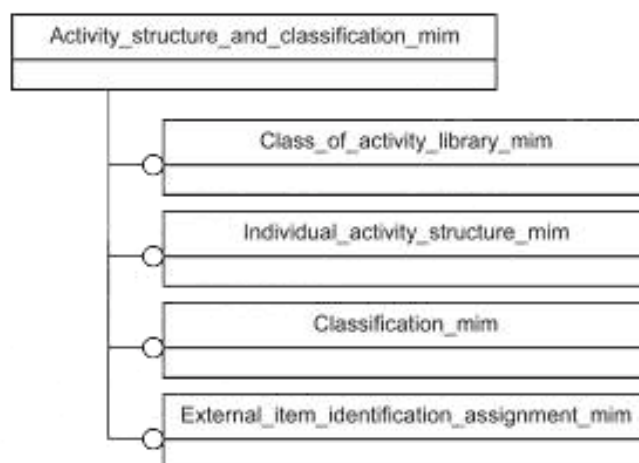 Activity_structure_and_classification_mim
Class_of_activity_library_mim
Individual_activity_structure_mim
Classification_mim
External_item_identification_assignment_mim